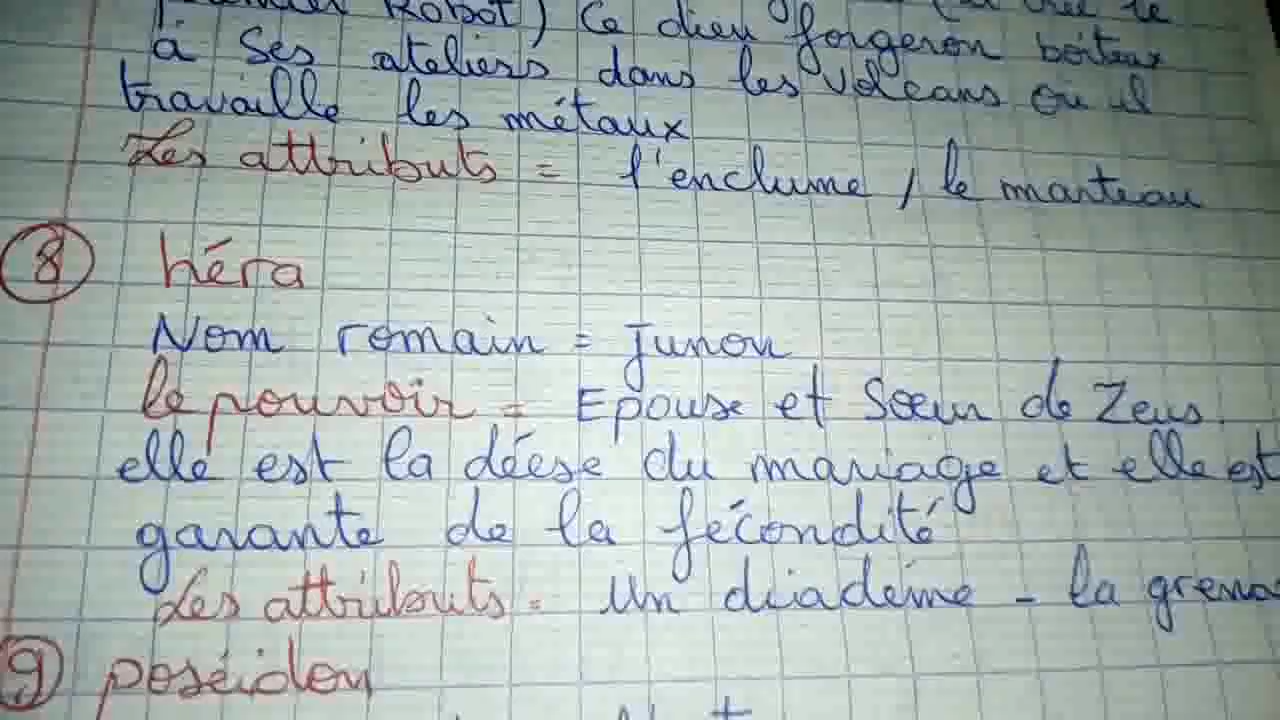 Robot) Ce dieu forgeron boiteux
à Ses ateliers dans les volcans où il
travaille les métaux
Les attributs = l'enclume, le marteau
8 héra
Nom romain = Junon
le pouvoir = Epouse et Sœur de Zeus.
elle est la déese du mariage et elle est
garante de la fécondité
Les attributs = Un diadéme - la grena
9 poséidon